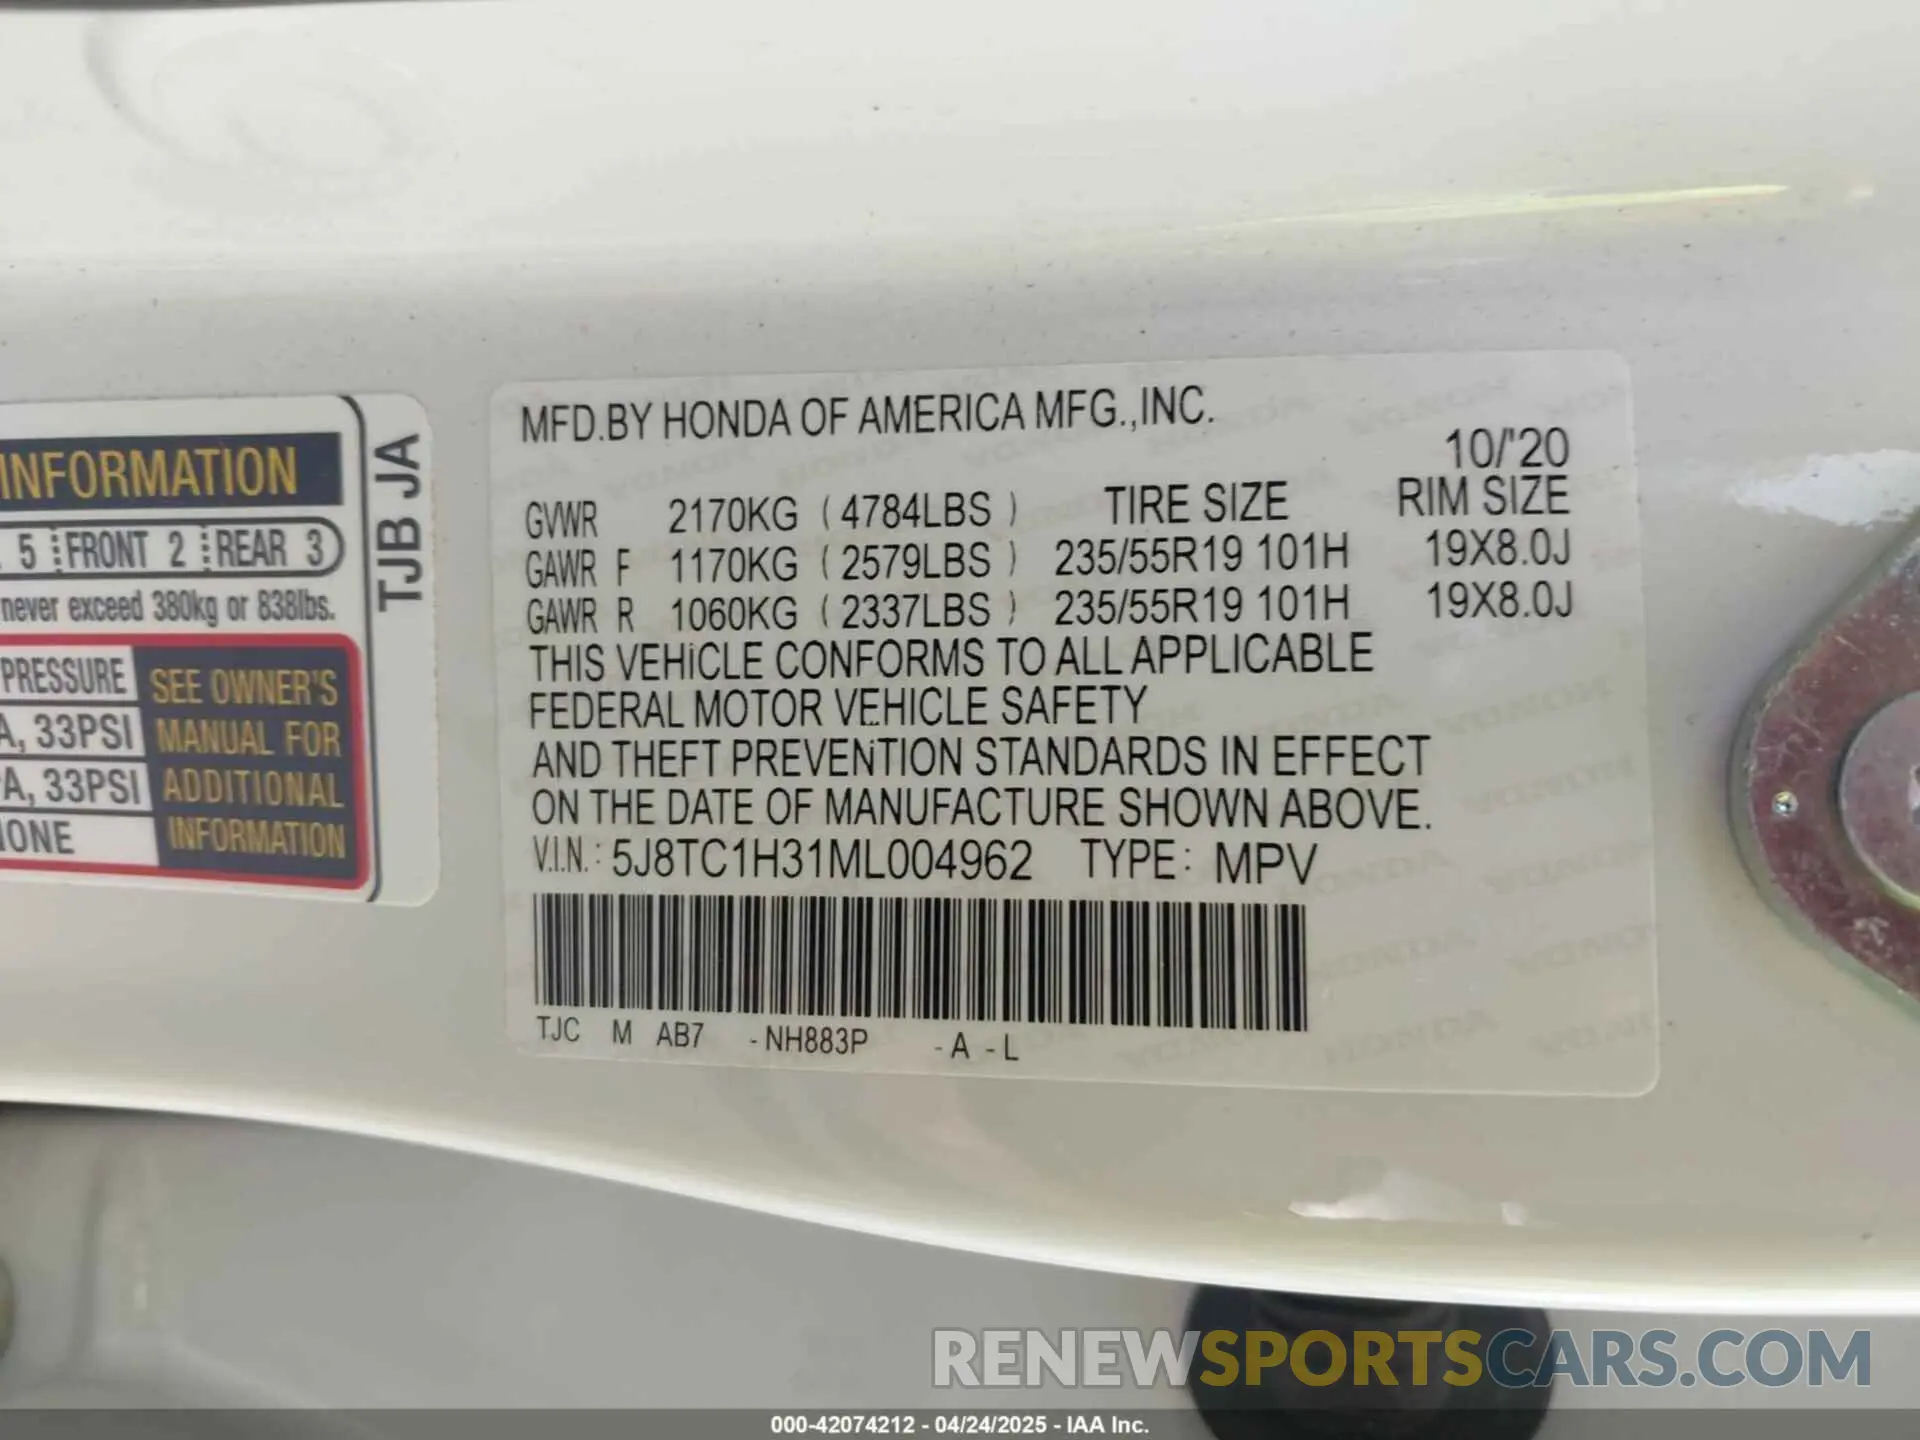 INFORMATION
5 FRONT 2 REAR 3
never exceed 380kg or 838lbs.
PRESSURE
A, 33PSI
A, 33PSI
SEE OWNER'S
MANUAL FOR
ADDITIONAL
INFORMATION
TJB JA
MFD.BY HONDA OF AMERICA MFG.,INC.
10/'20
GVWR 2170KG (4784LBS) TIRE SIZE RIM SIZE
GAWR F 1170KG (2579LBS) 235/55R19 101H 19X8.0J
GAWR R 1060KG (2337LBS) 235/55R19 101H 19X8.0J
THIS VEHICLE CONFORMS TO ALL APPLICABLE
FEDERAL MOTOR VEHICLE SAFETY
AND THEFT PREVENTION STANDARDS IN EFFECT
ON THE DATE OF MANUFACTURE SHOWN ABOVE.
V.I.N.: 5J8TC1H31ML004962 TYPE: MPV
TJC M AB7 -NH883P -A -L
RENEWSPORTSCARS.COM
000-42074212 - 04/24/2025 - IAA Inc.